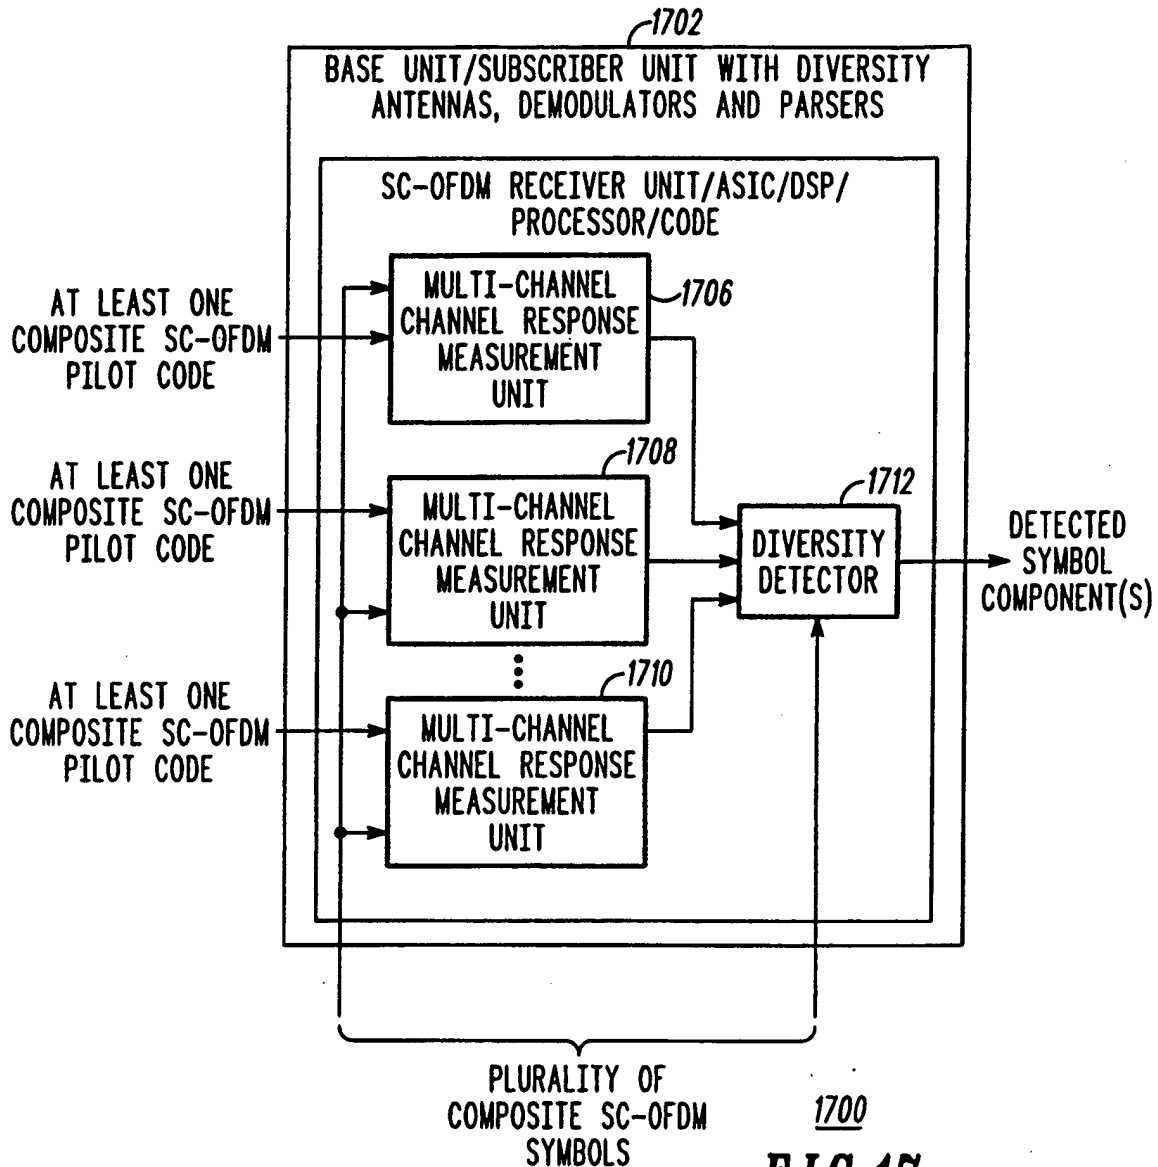 1702
BASE UNIT/SUBSCRIBER UNIT WITH DIVERSITY
ANTENNAS, DEMODULATORS AND PARSERS
SC-OFDM RECEIVER UNIT/ASIC/DSP/
PROCESSOR/CODE
AT LEAST ONE
COMPOSITE SC-OFDM
PILOT CODE
MULTI-CHANNEL
CHANNEL RESPONSE
MEASUREMENT
UNIT
1706
AT LEAST ONE
COMPOSITE SC-OFDM
PILOT CODE
1708
MULTI-CHANNEL
CHANNEL RESPONSE
MEASUREMENT
UNIT
1712
DIVERSITY
DETECTOR
DETECTED
SYMBOL
COMPONENT(S)
AT LEAST ONE
COMPOSITE SC-OFDM
PILOT CODE
1710
MULTI-CHANNEL
CHANNEL RESPONSE
MEASUREMENT
UNIT
PLURALITY OF
COMPOSITE SC-OFDM
SYMBOLS
1700